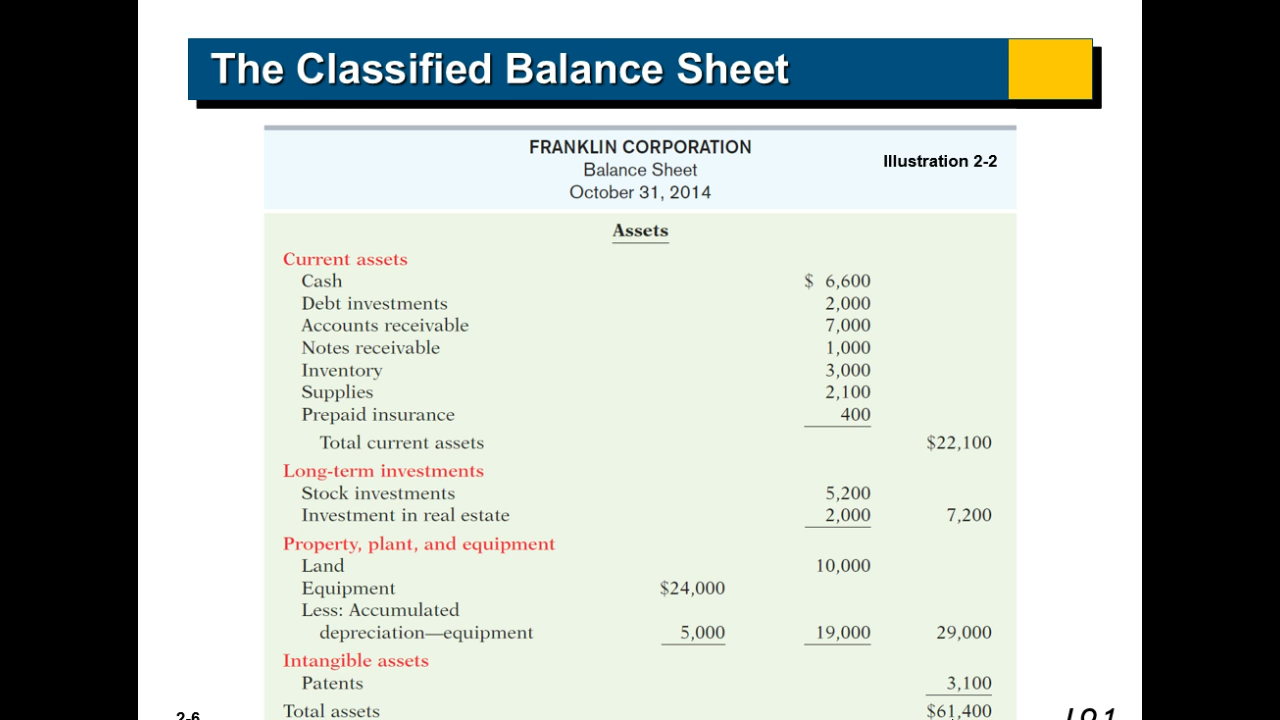 The Classified Balance Sheet
FRANKLIN CORPORATION
Balance Sheet
October 31, 2014
Illustration 2-2
Assets
Current assets
Cash $ 6,600
Debt investments 2,000
Accounts receivable 7,000
Notes receivable 1,000
Inventory 3,000
Supplies 2,100
Prepaid insurance 400
Total current assets $22,100
Long-term investments
Stock investments 5,200
Investment in real estate 2,000 7,200
Property, plant, and equipment
Land 10,000
Equipment $24,000
Less: Accumulated
depreciation—equipment 5,000 19,000 29,000
Intangible assets
Patents 3,100
Total assets $61,400
2-6 LO 1